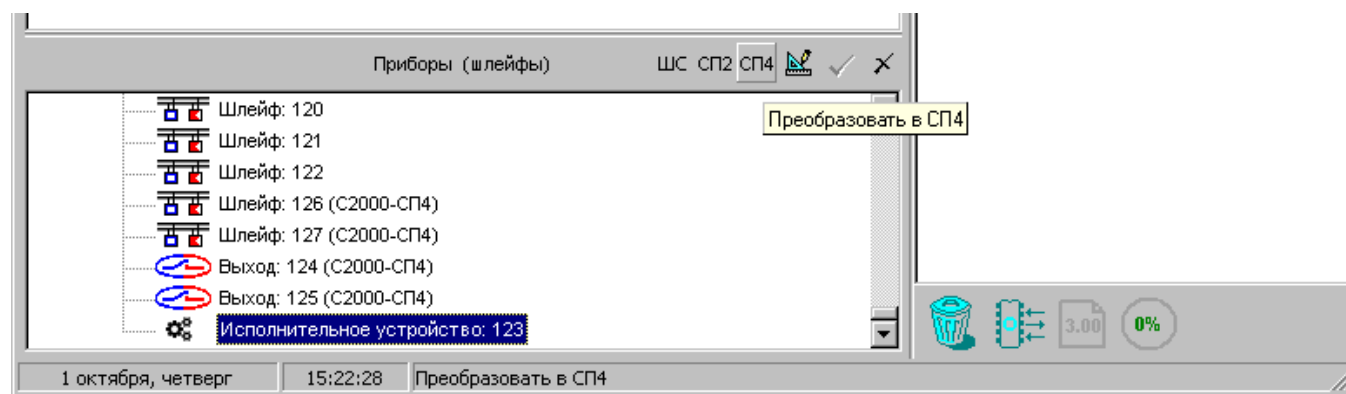 Приборы (шлейфы) ШС СП2 СП4
Шлейф: 120
Преобразовать в СП4
Шлейф: 121
Шлейф: 122
Шлейф: 126 (С2000-СП4)
Шлейф: 127 (С2000-СП4)
Выход: 124 (С2000-СП4)
Выход: 125 (С2000-СП4)
Исполнительное устройство: 123
3.00 0%
1 октября, четверг 15:22:28 Преобразовать в СП4